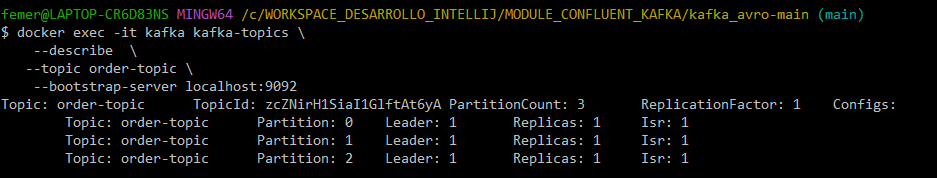 femer@LAPTOP-CR6D83NS MINGW64 /c/WORKSPACE_DESARROLLO_INTELLIJ/MODULE_CONFLUENT_KAFKA/kafka_avro-main (main)
$ docker exec -it kafka kafka-topics \
    --describe  \
   --topic order-topic \
    --bootstrap-server localhost:9092
Topic: order-topic      TopicId: zcZNirH1SiaI1GlftAt6yA PartitionCount: 3       ReplicationFactor: 1    Configs:
        Topic: order-topic      Partition: 0    Leader: 1       Replicas: 1     Isr: 1
        Topic: order-topic      Partition: 1    Leader: 1       Replicas: 1     Isr: 1
        Topic: order-topic      Partition: 2    Leader: 1       Replicas: 1     Isr: 1